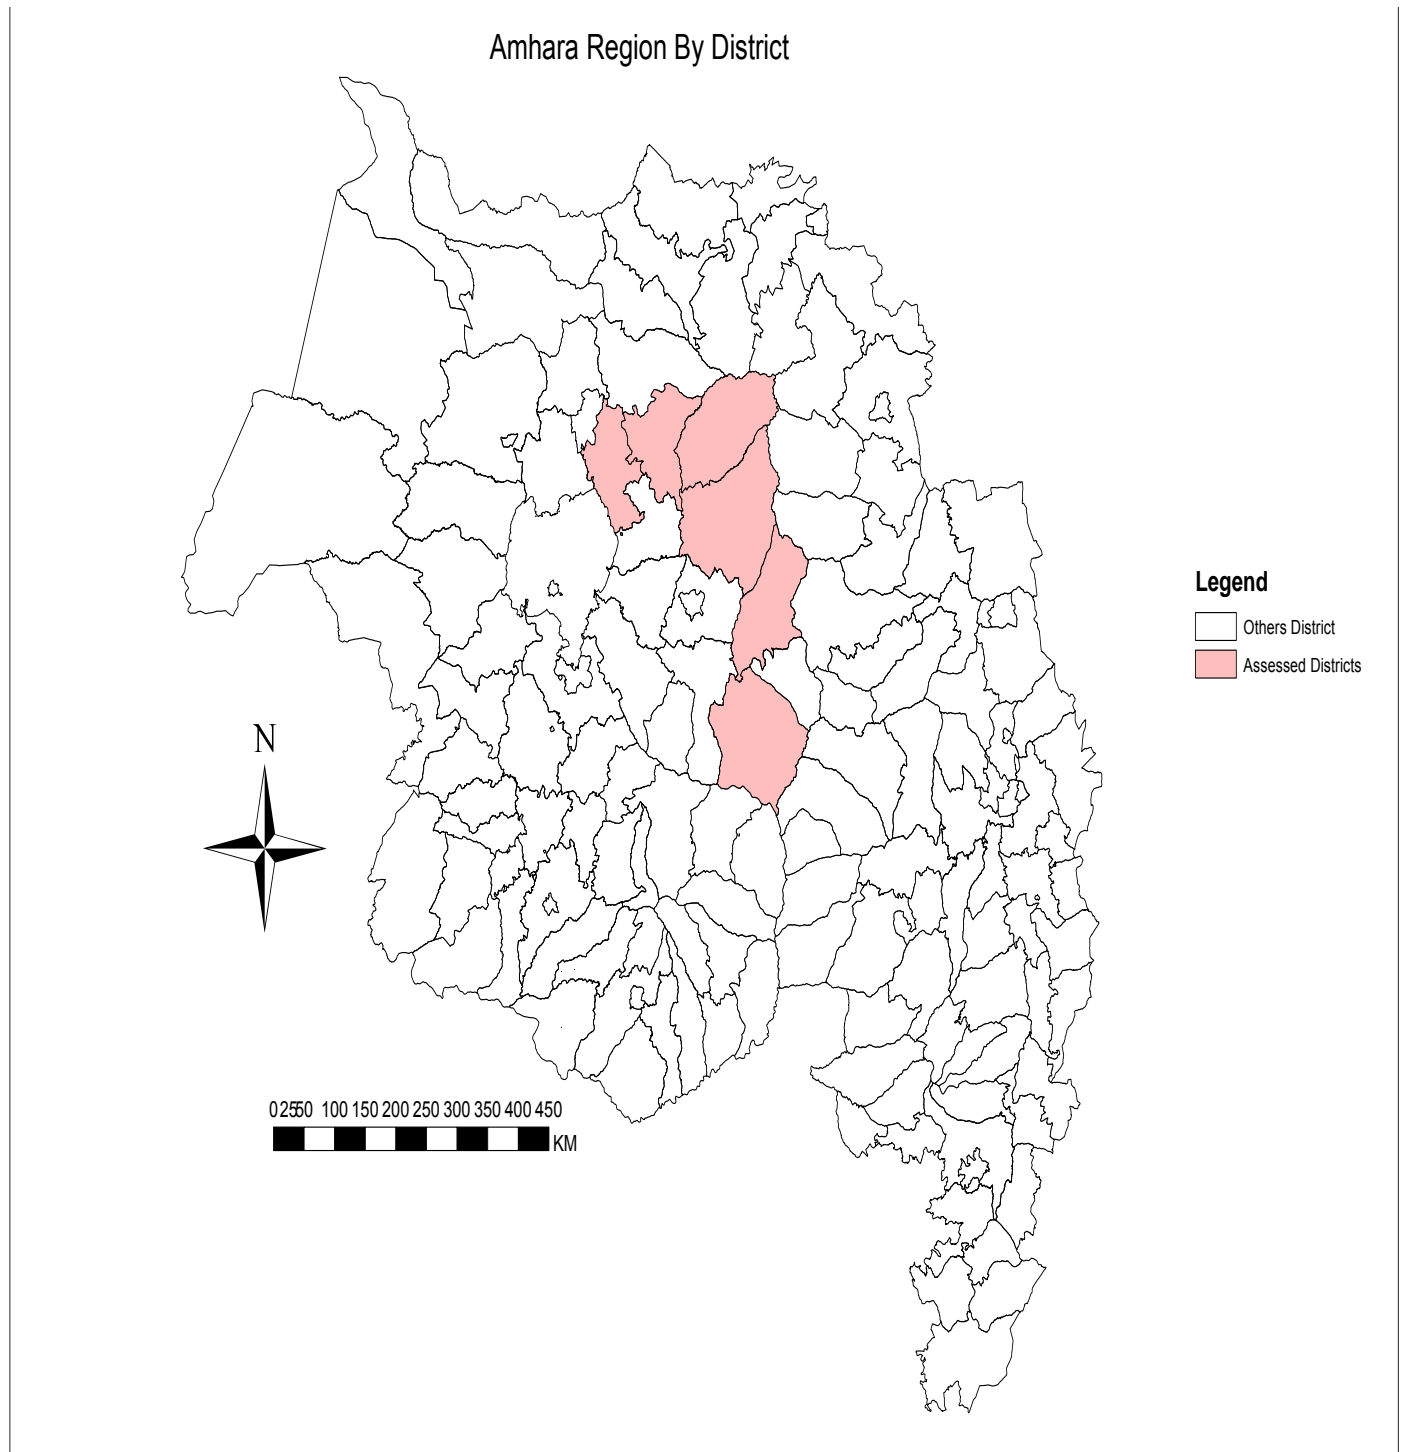 Amhara Region By District
Legend
Others District
Assessed Districts
N
0 25 50 100 150 200 250 300 350 400 450
KM